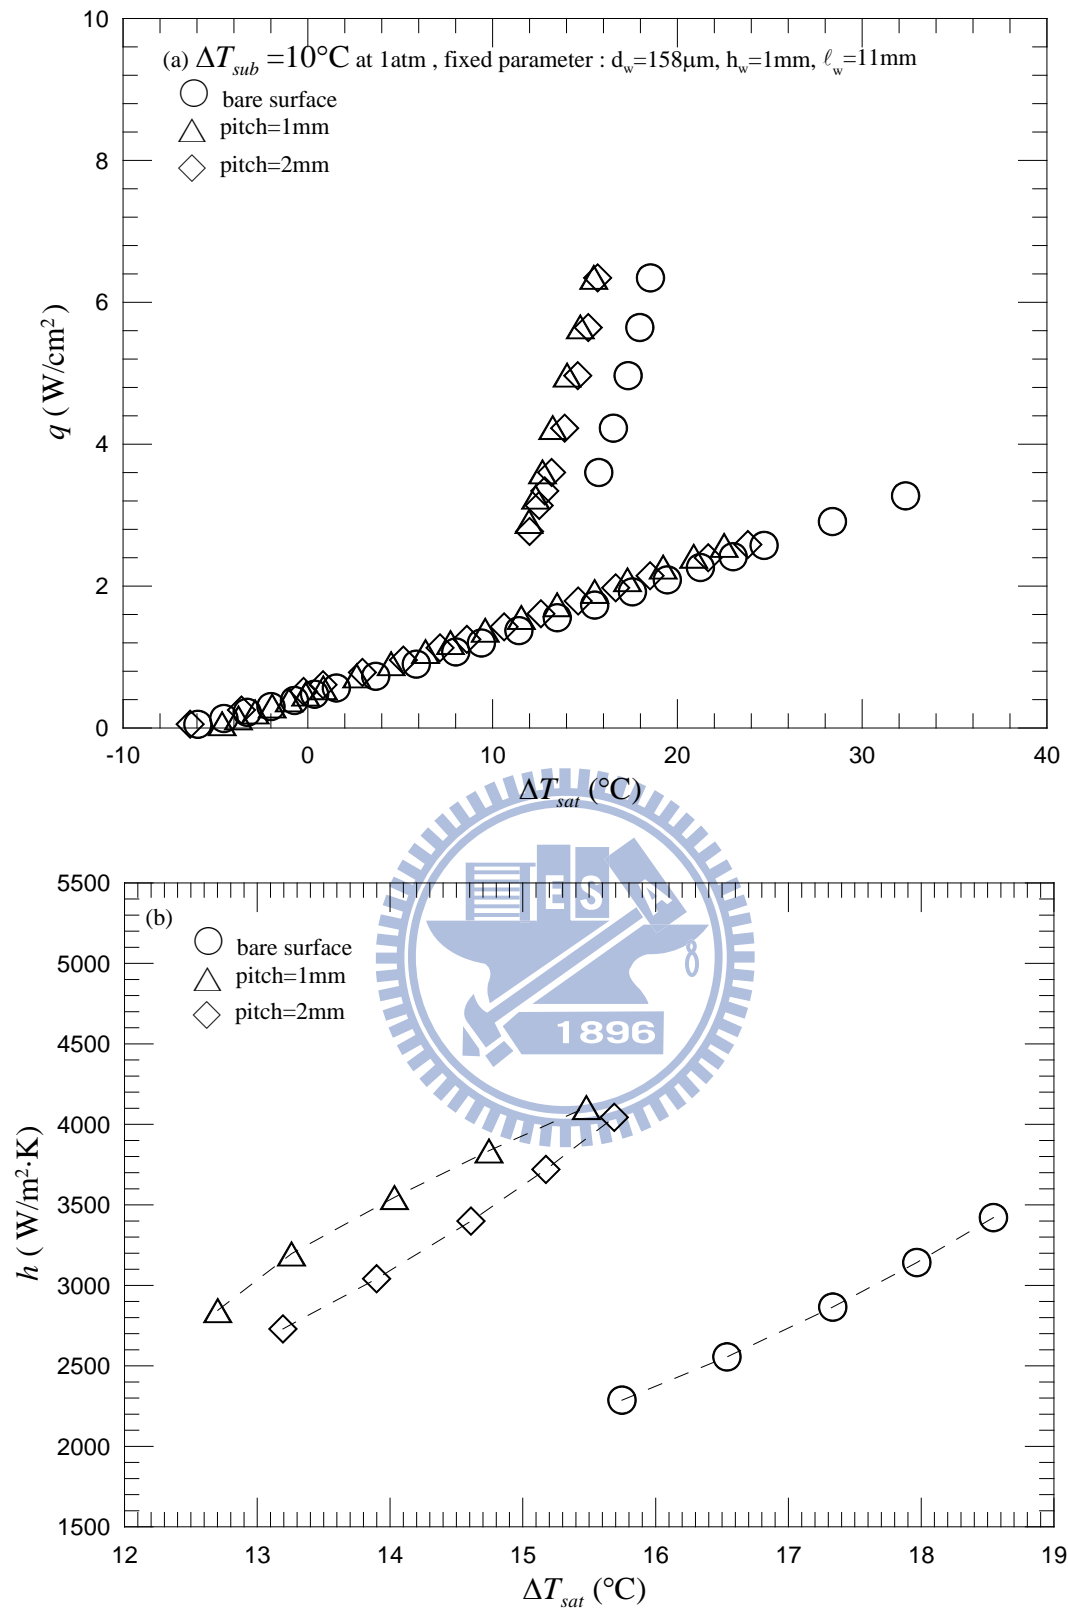 (a) ΔT_sub =10°C at 1atm , fixed parameter : d_w=158μm, h_w=1mm, ℓ_w=11mm
bare surface
pitch=1mm
pitch=2mm
10
8
6
4
2
0
q ( W/cm²)
-10 0 10 20 30 40
ΔT_sat (°C)
(b)
bare surface
pitch=1mm
pitch=2mm
5500
5000
4500
4000
3500
3000
2500
2000
1500
h ( W/m²·K)
E S A
8
1896
12 13 14 15 16 17 18 19
ΔT_sat (°C)